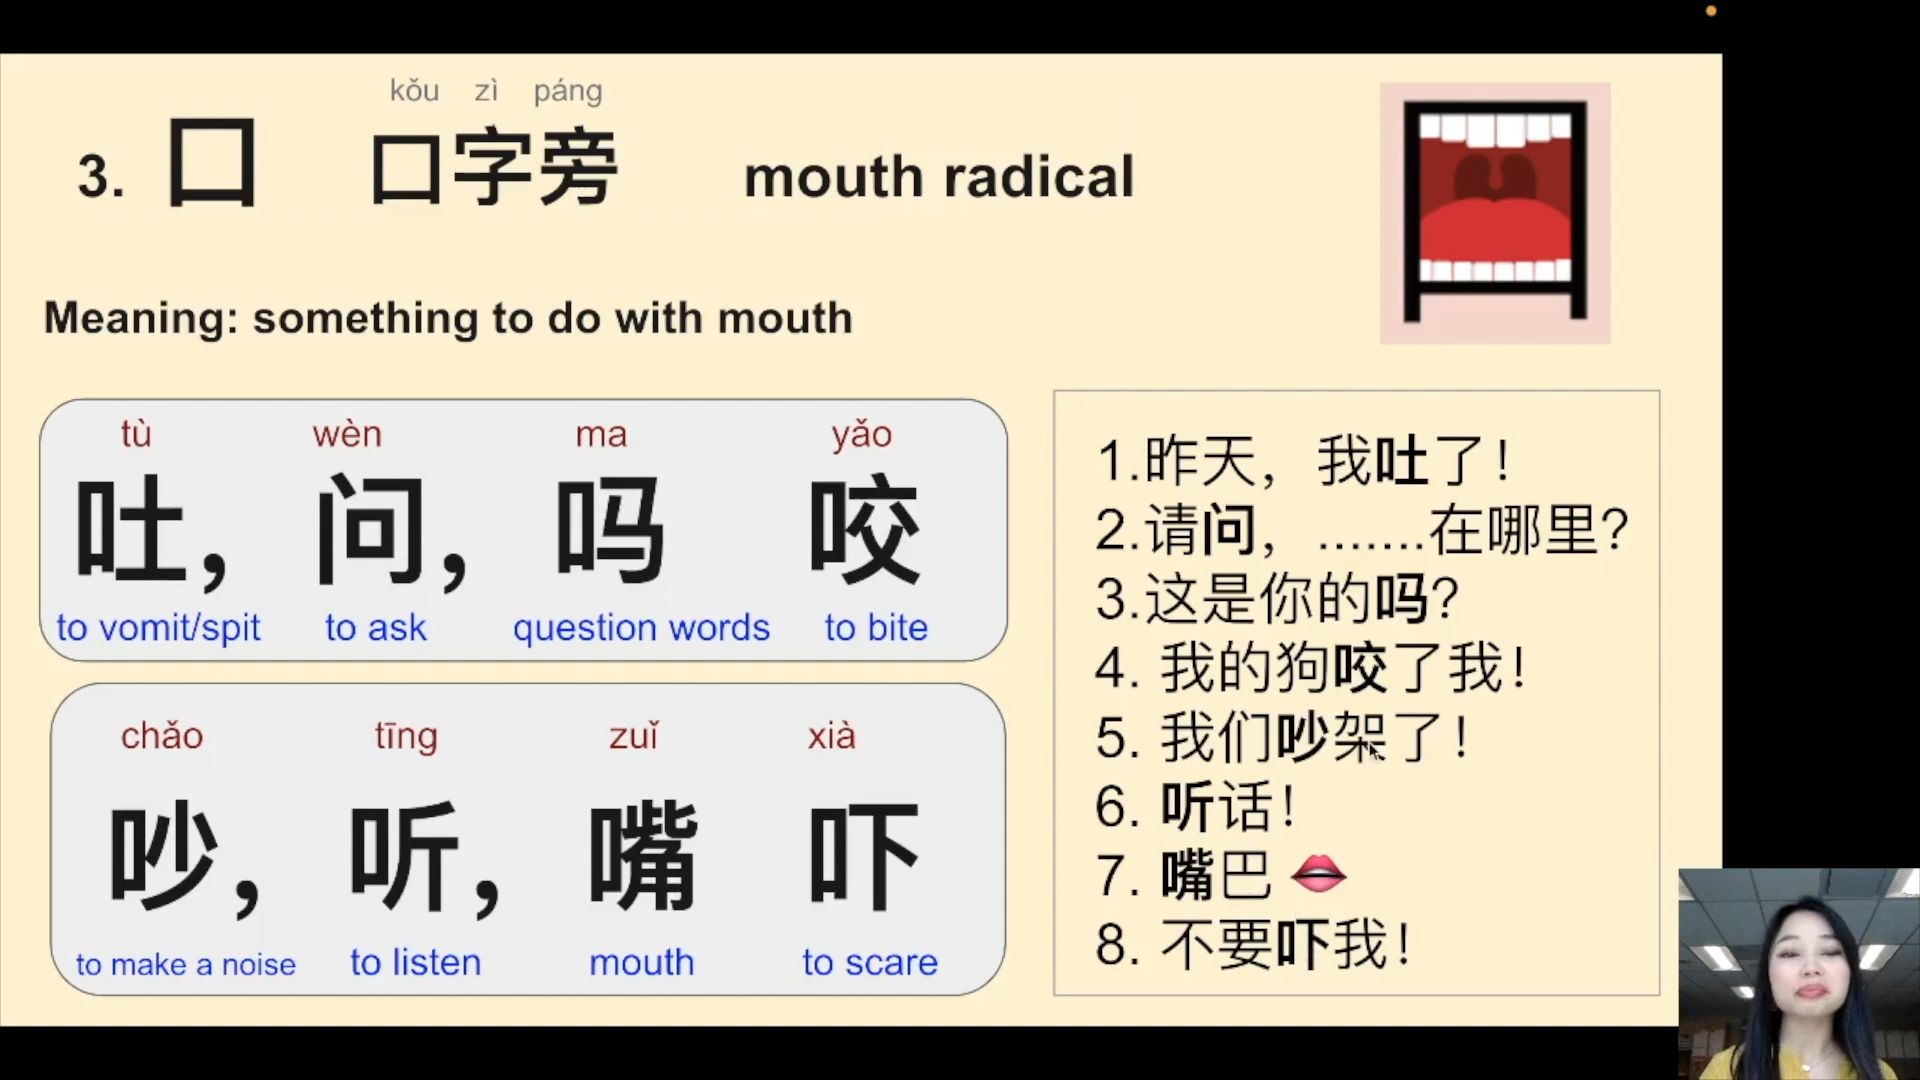 kǒu zì páng
3. 口 口字旁 mouth radical
Meaning: something to do with mouth
tù wèn ma yǎo
吐， 问， 吗 咬
to vomit/spit to ask question words to bite
chǎo tīng zuǐ xià
吵， 听， 嘴 吓
to make a noise to listen mouth to scare
1.昨天，我吐了！
2.请问，.......在哪里？
3.这是你的吗？
4. 我的狗咬了我！
5. 我们吵架了！
6. 听话！
7. 嘴巴 👄
8. 不要吓我！